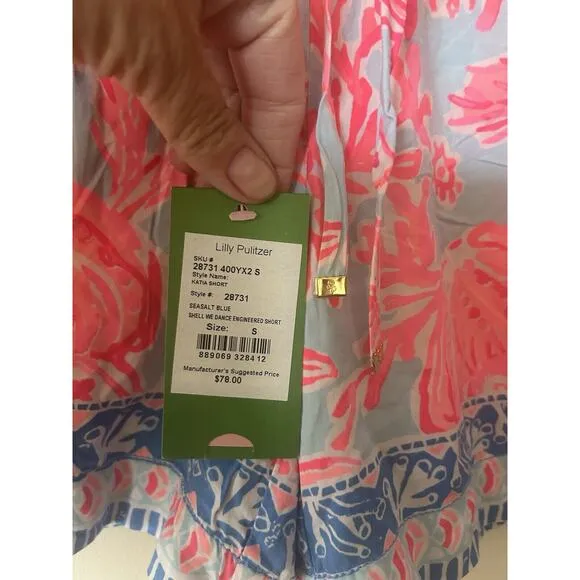 Lilly Pulitzer
SKU #
28731 400YX2 S
Style Name:
KATIA SHORT
Style #: 28731
SEASALT BLUE
SHELL WE DANCE ENGINEERED SHORT
Size: S
889069 328412
Manufacturer's Suggested Price
$78.00